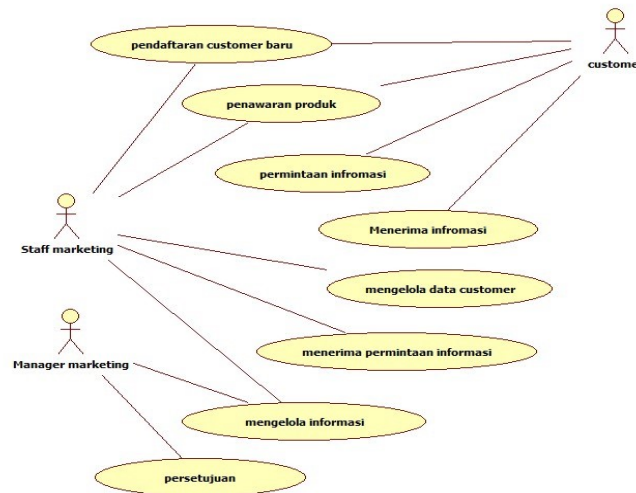 pendaftaran customer baru
customer
penawaran produk
permintaan infromasi
Menerima infromasi
Staff marketing
mengelola data customer
menerima permintaan informasi
Manager marketing
mengelola informasi
persetujuan